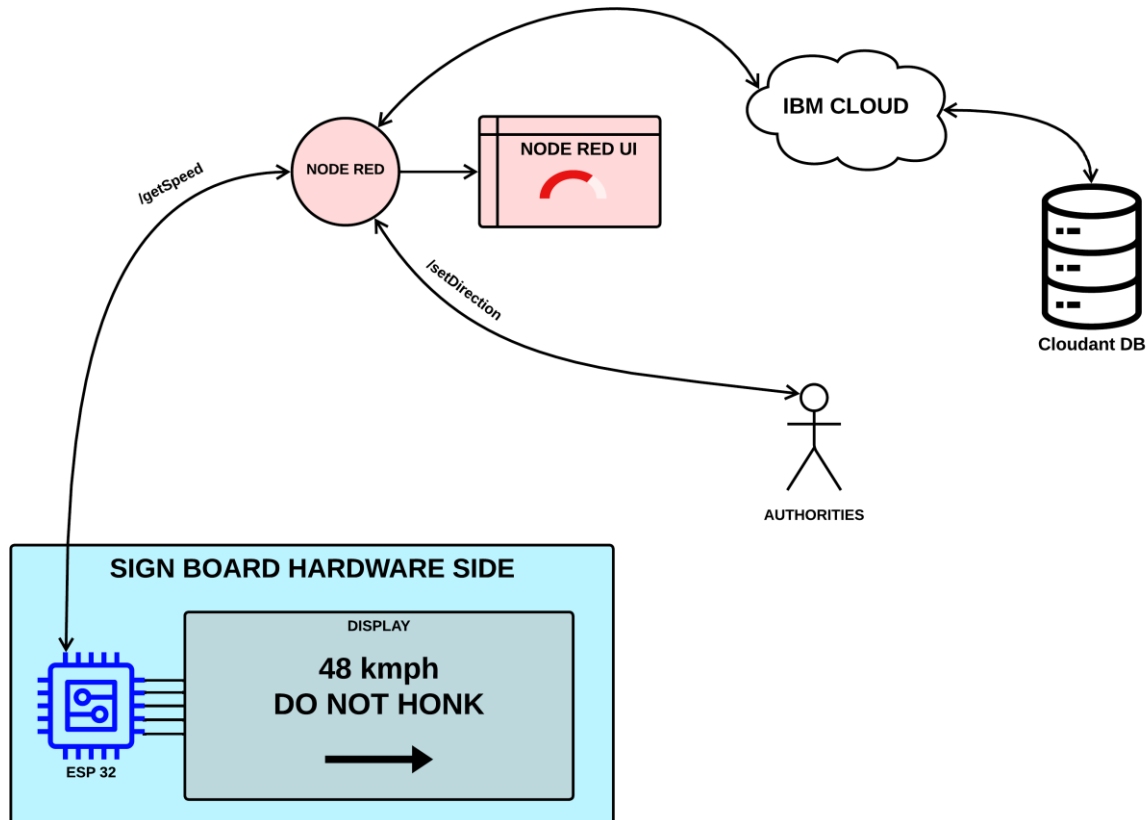 IBM CLOUD
NODE RED
NODE RED UI
/getSpeed
/setDirection
Cloudant DB
AUTHORITIES
SIGN BOARD HARDWARE SIDE
DISPLAY
48 kmph
DO NOT HONK
ESP 32